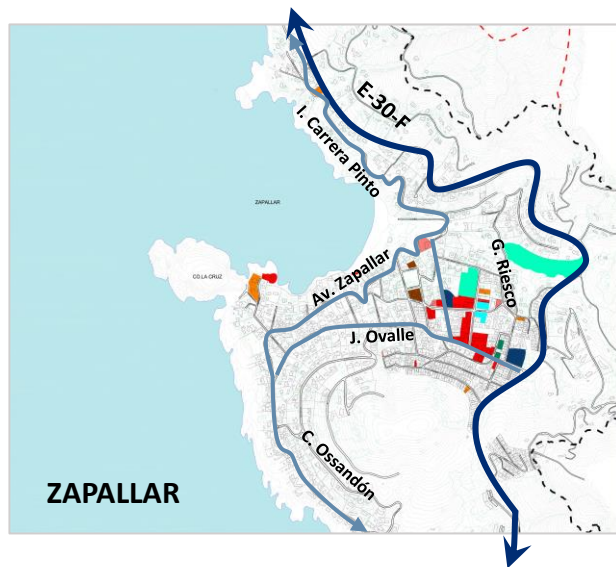 E-30-F
I. Carrera Pinto
ZAPALLAR
G. Riesco
Av. Zapallar
CO.LA CRUZ
J. Ovalle
C. Ossandón
ZAPALLAR